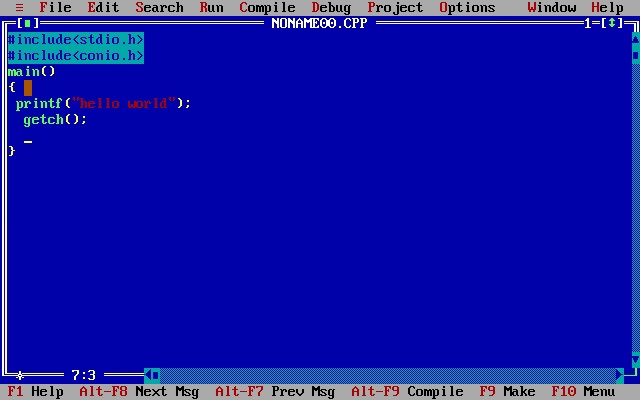 ≡ File Edit Search Run Compile Debug Project Options Window Help
[■] NONAME00.CPP 1=[↕]
#include<stdio.h>
#include<conio.h>
main()
{
printf("hello world");
getch();
_
}
7:3
F1 Help Alt-F8 Next Msg Alt-F7 Prev Msg Alt-F9 Compile F9 Make F10 Menu